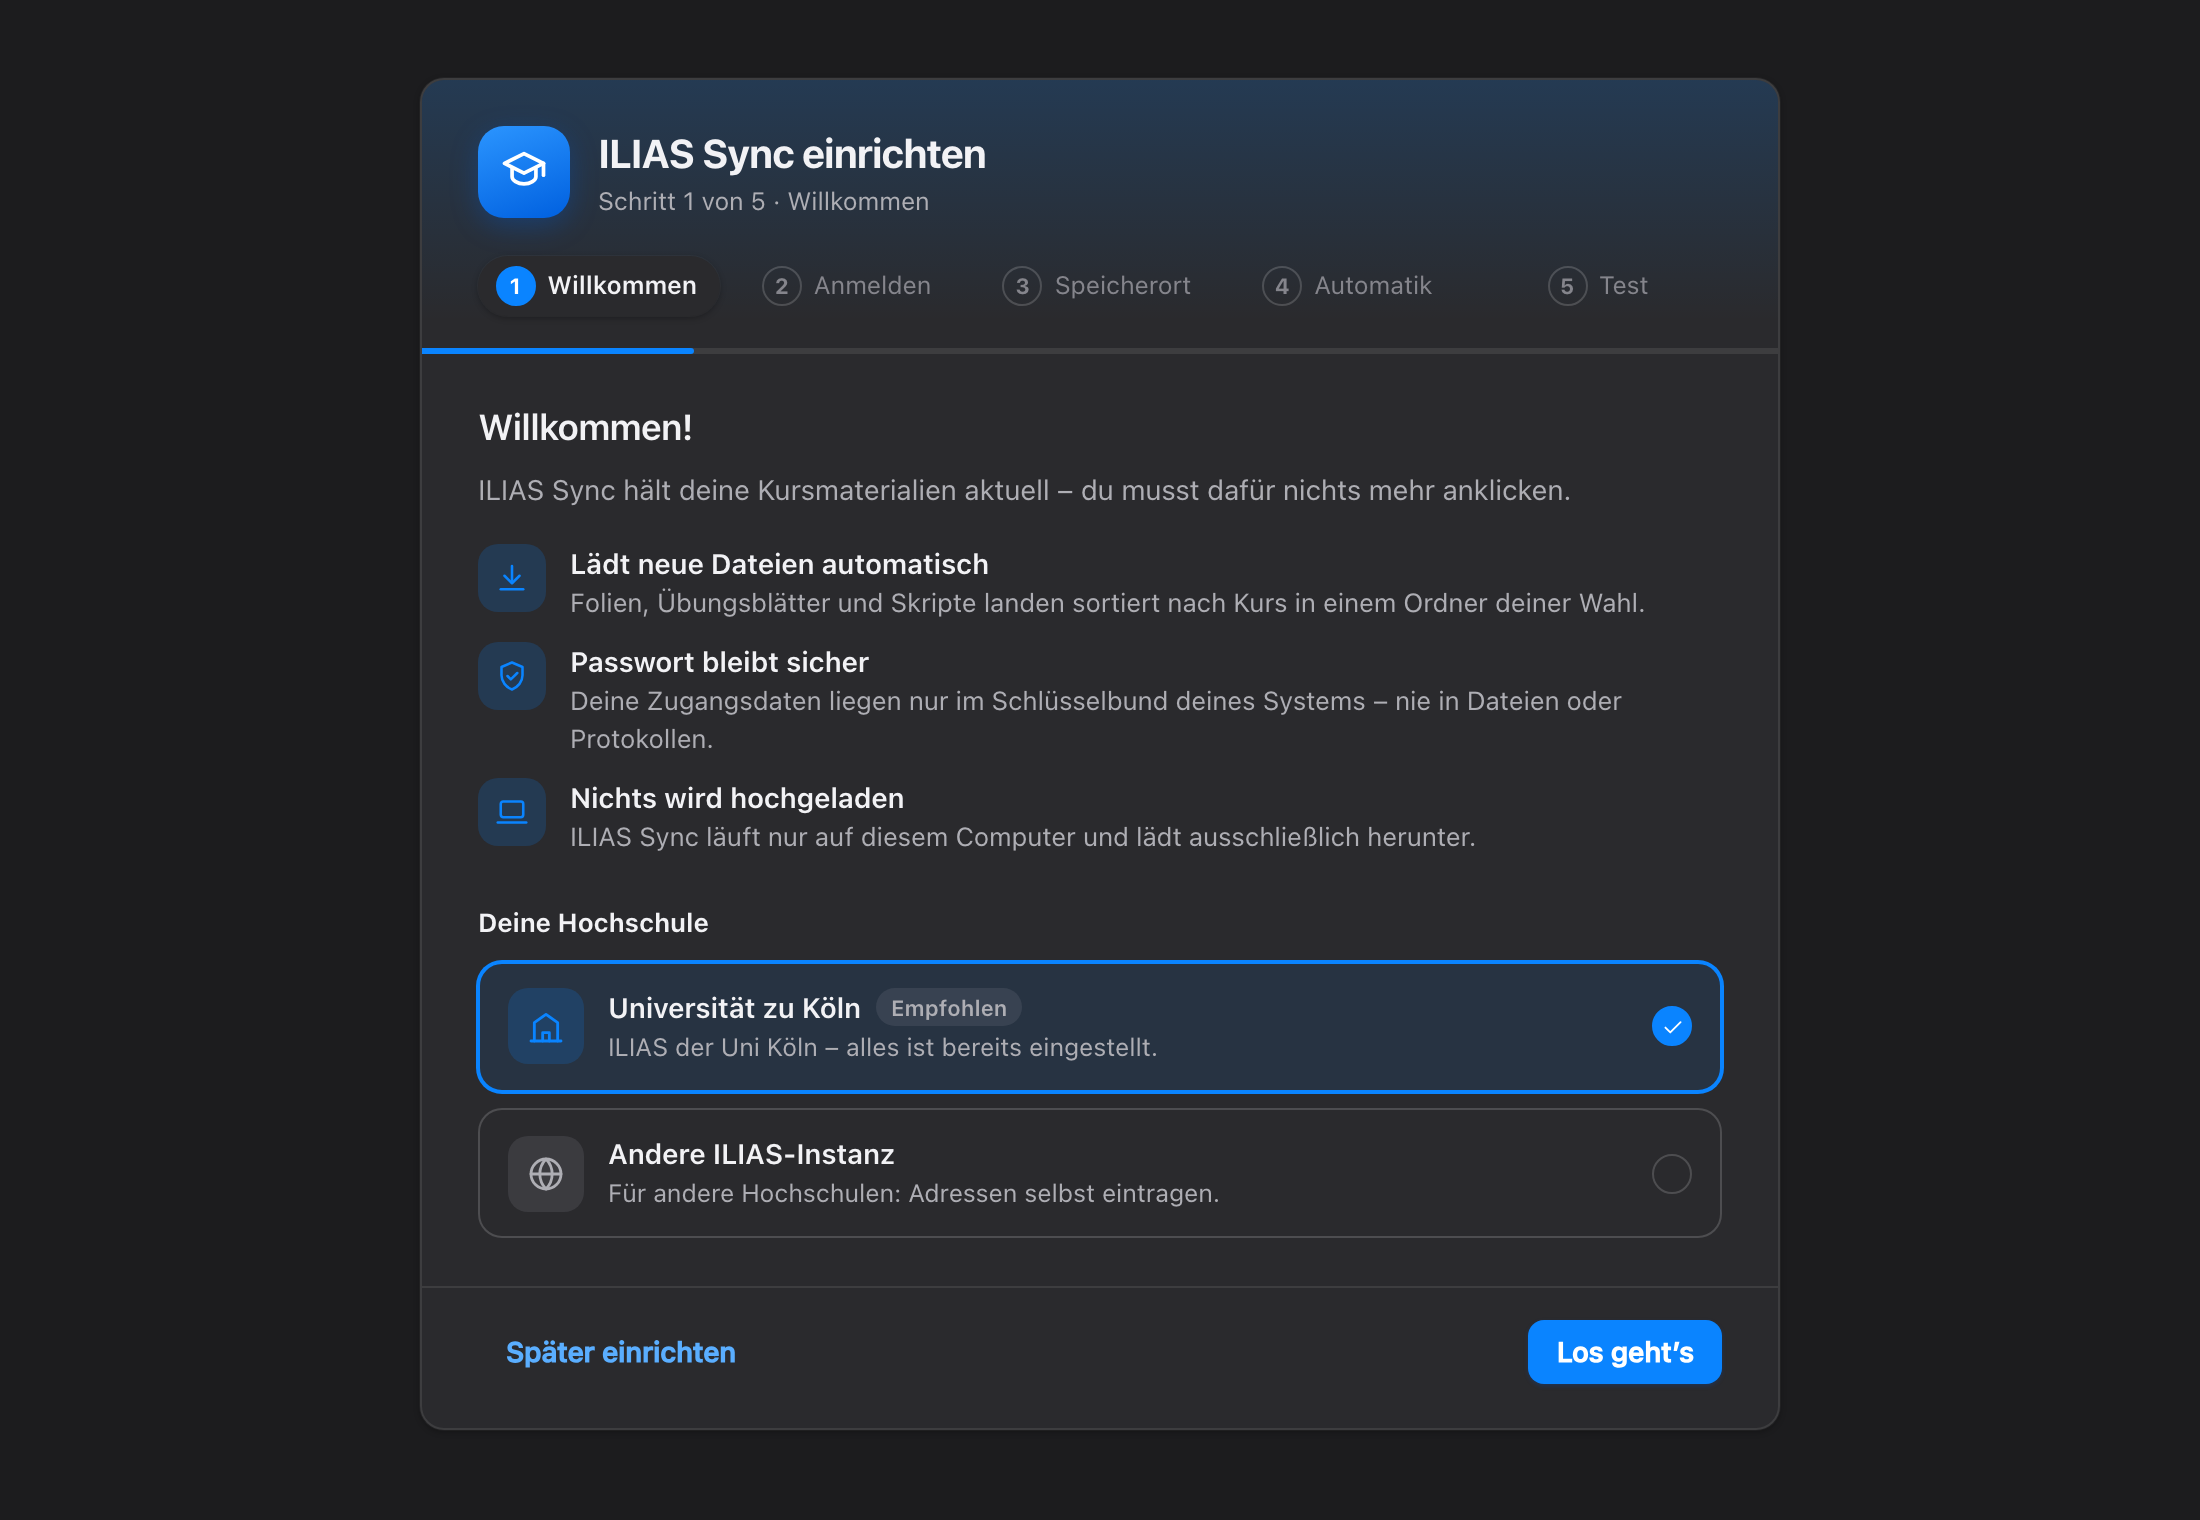 ILIAS Sync einrichten
Schritt 1 von 5 · Willkommen
1 Willkommen 2 Anmelden 3 Speicherort 4 Automatik 5 Test
Willkommen!
ILIAS Sync hält deine Kursmaterialien aktuell – du musst dafür nichts mehr anklicken.
Lädt neue Dateien automatisch
Folien, Übungsblätter und Skripte landen sortiert nach Kurs in einem Ordner deiner Wahl.
Passwort bleibt sicher
Deine Zugangsdaten liegen nur im Schlüsselbund deines Systems – nie in Dateien oder
Protokollen.
Nichts wird hochgeladen
ILIAS Sync läuft nur auf diesem Computer und lädt ausschließlich herunter.
Deine Hochschule
Universität zu Köln Empfohlen
ILIAS der Uni Köln – alles ist bereits eingestellt.
Andere ILIAS-Instanz
Für andere Hochschulen: Adressen selbst eintragen.
Später einrichten Los geht’s